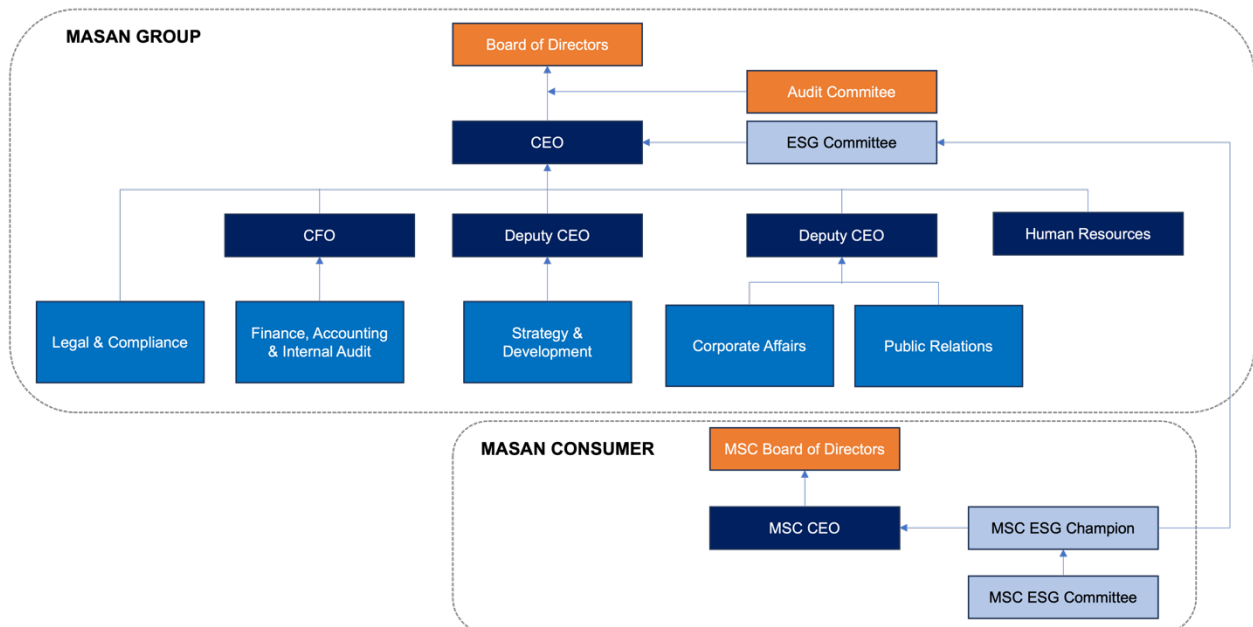 MASAN GROUP
Board of Directors
Audit Commitee
CEO
ESG Committee
CFO
Deputy CEO
Deputy CEO
Human Resources
Legal & Compliance
Finance, Accounting
& Internal Audit
Strategy &
Development
Corporate Affairs
Public Relations
MASAN CONSUMER
MSC Board of Directors
MSC CEO
MSC ESG Champion
MSC ESG Committee